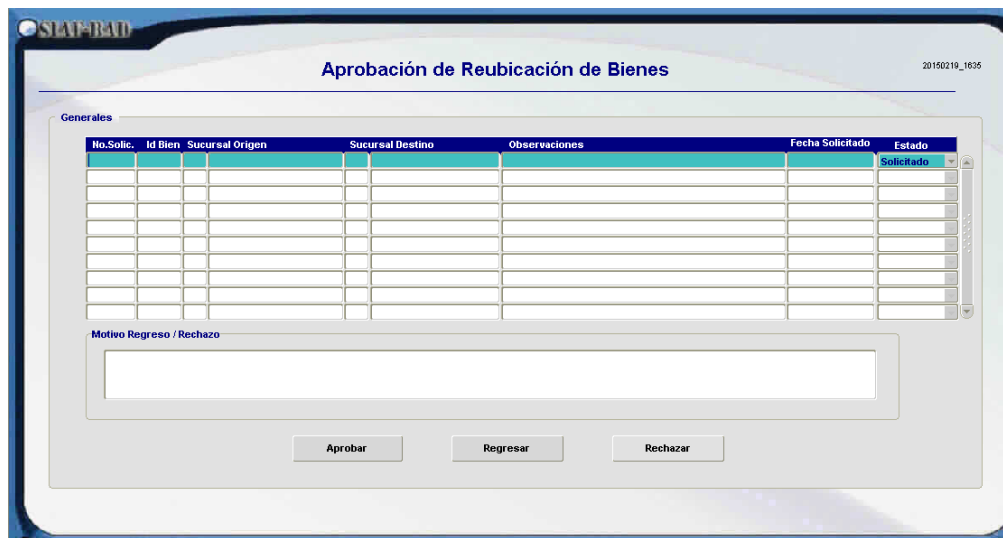 SIAF-BAD
Aprobación de Reubicación de Bienes
20150219_1635
Generales
No.Solic. Id Bien Sucursal Origen Sucursal Destino Observaciones Fecha Solicitado Estado
Solicitado
Motivo Regreso / Rechazo
Aprobar Regresar Rechazar